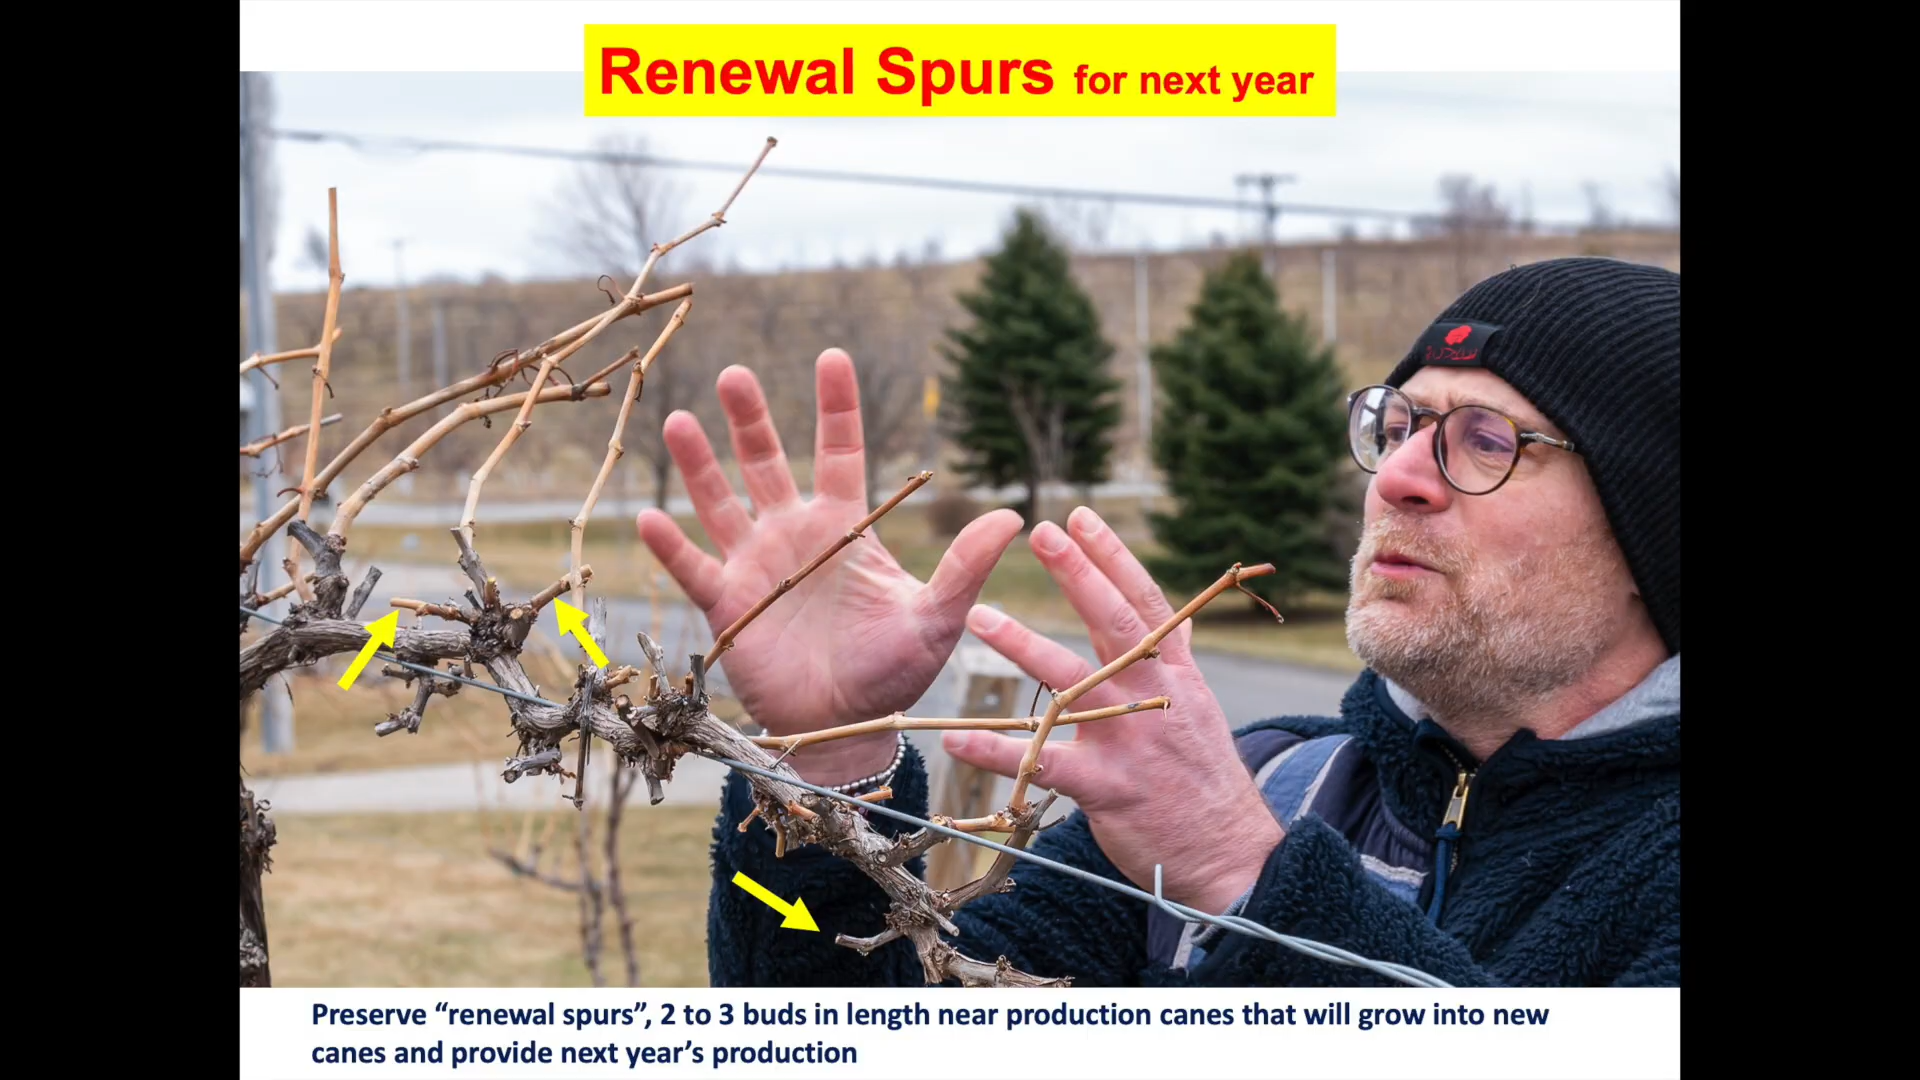 Renewal Spurs for next year
Preserve “renewal spurs”, 2 to 3 buds in length near production canes that will grow into new
canes and provide next year’s production